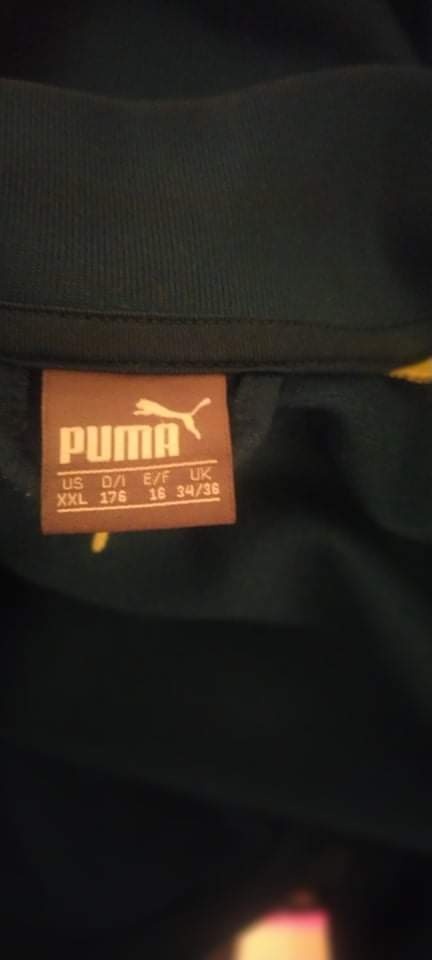 PUMA
US D/I E/F UK
XXL 176 16 34/36